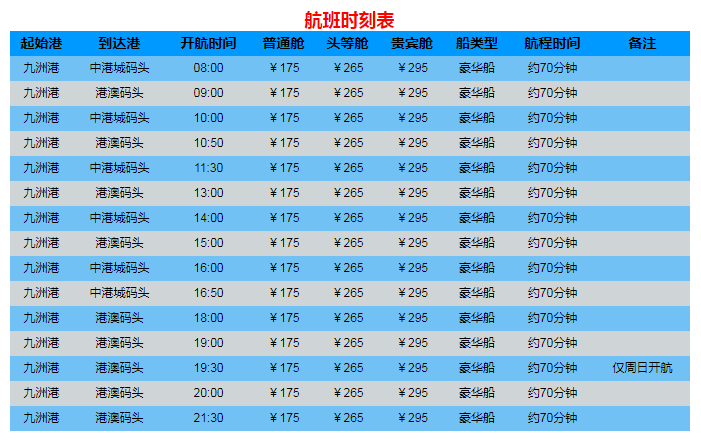 航班时刻表
起始港 到达港 开航时间 普通舱 头等舱 贵宾舱 船类型 航程时间 备注
九洲港 中港城码头 08:00 ￥175 ￥265 ￥295 豪华船 约70分钟
九洲港 港澳码头 09:00 ￥175 ￥265 ￥295 豪华船 约70分钟
九洲港 中港城码头 10:00 ￥175 ￥265 ￥295 豪华船 约70分钟
九洲港 港澳码头 10:50 ￥175 ￥265 ￥295 豪华船 约70分钟
九洲港 中港城码头 11:30 ￥175 ￥265 ￥295 豪华船 约70分钟
九洲港 港澳码头 13:00 ￥175 ￥265 ￥295 豪华船 约70分钟
九洲港 中港城码头 14:00 ￥175 ￥265 ￥295 豪华船 约70分钟
九洲港 港澳码头 15:00 ￥175 ￥265 ￥295 豪华船 约70分钟
九洲港 中港城码头 16:00 ￥175 ￥265 ￥295 豪华船 约70分钟
九洲港 中港城码头 16:50 ￥175 ￥265 ￥295 豪华船 约70分钟
九洲港 港澳码头 18:00 ￥175 ￥265 ￥295 豪华船 约70分钟
九洲港 港澳码头 19:00 ￥175 ￥265 ￥295 豪华船 约70分钟
九洲港 港澳码头 19:30 ￥175 ￥265 ￥295 豪华船 约70分钟 仅周日开航
九洲港 港澳码头 20:00 ￥175 ￥265 ￥295 豪华船 约70分钟
九洲港 港澳码头 21:30 ￥175 ￥265 ￥295 豪华船 约70分钟